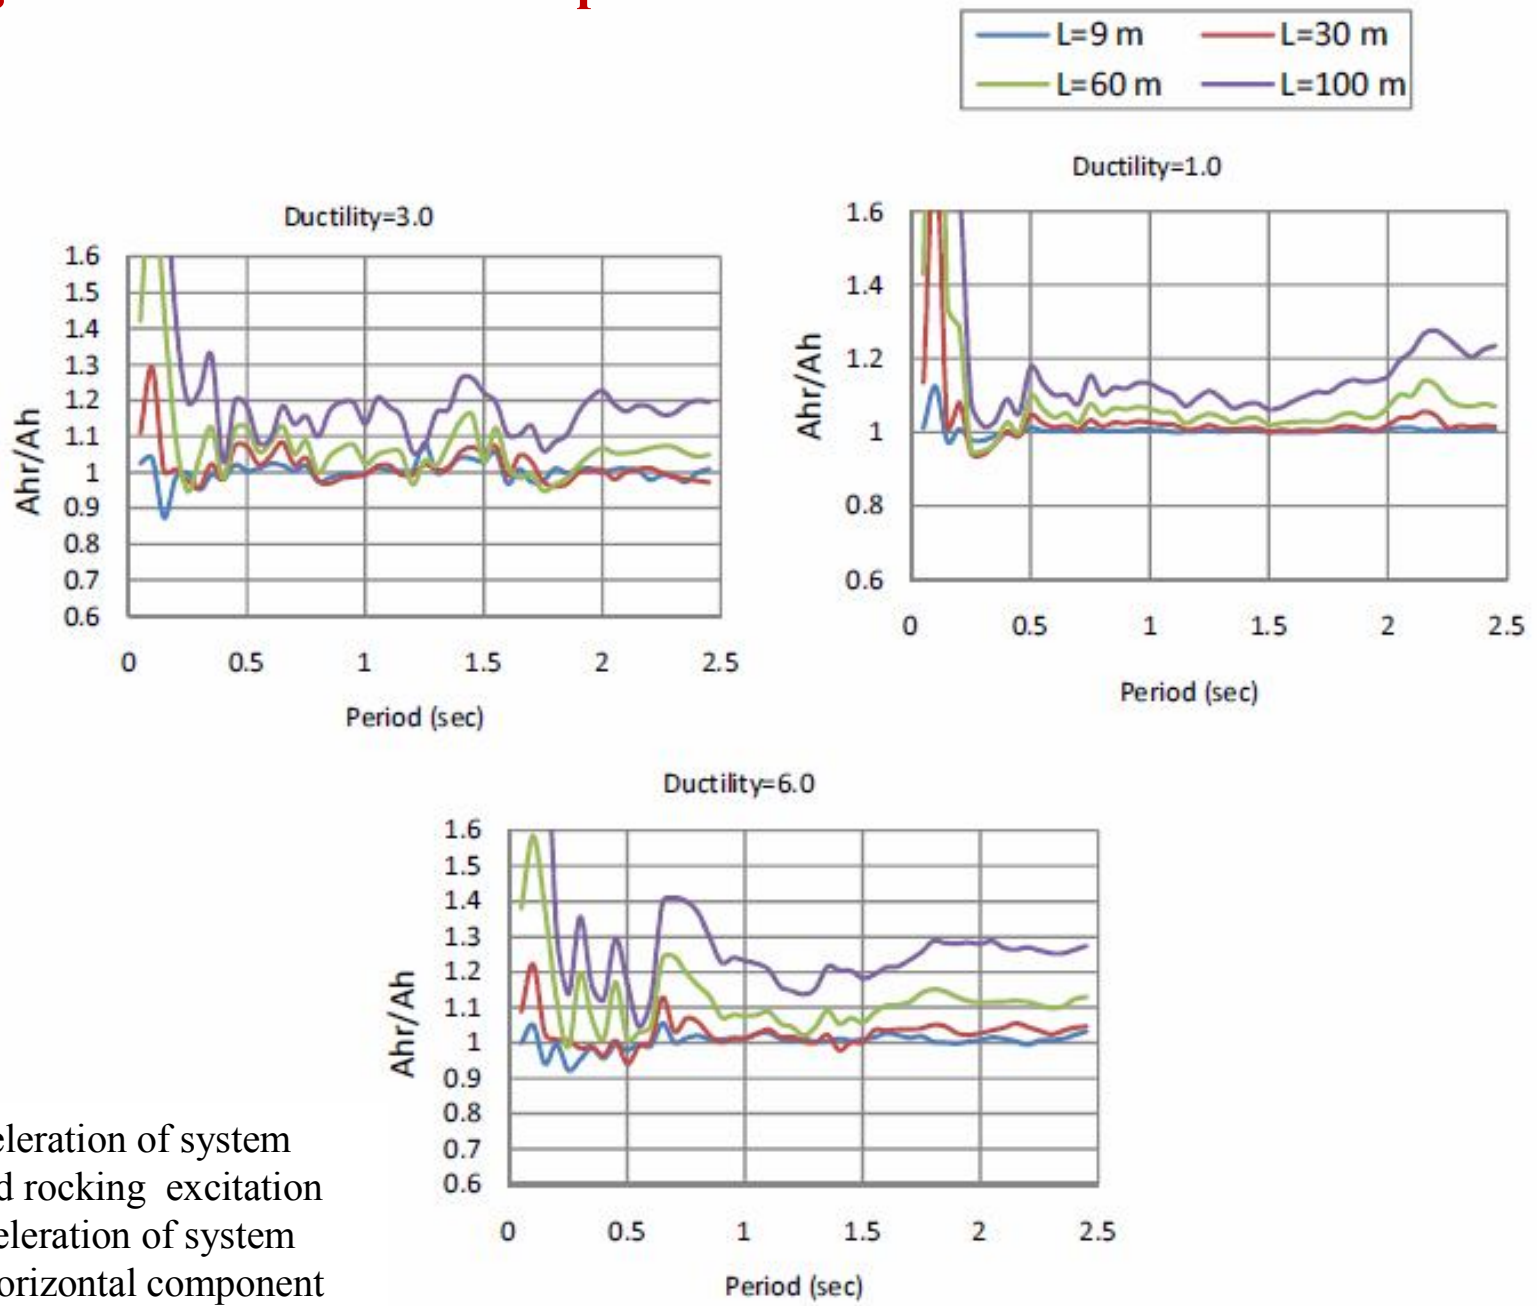 L=9 m L=30 m
L=60 m L=100 m
Ductility=3.0
Ahr/Ah
1.6
1.5
1.4
1.3
1.2
1.1
1
0.9
0.8
0.7
0.6
0 0.5 1 1.5 2 2.5
Period (sec)
Ductility=1.0
Ahr/Ah
1.6
1.4
1.2
1
0.8
0.6
0 0.5 1 1.5 2 2.5
Period (sec)
Ductility=6.0
Ahr/Ah
1.6
1.5
1.4
1.3
1.2
1.1
1
0.9
0.8
0.7
0.6
0 0.5 1 1.5 2 2.5
Period (sec)
eleration of system
d rocking excitation
eleration of system
orizontal component